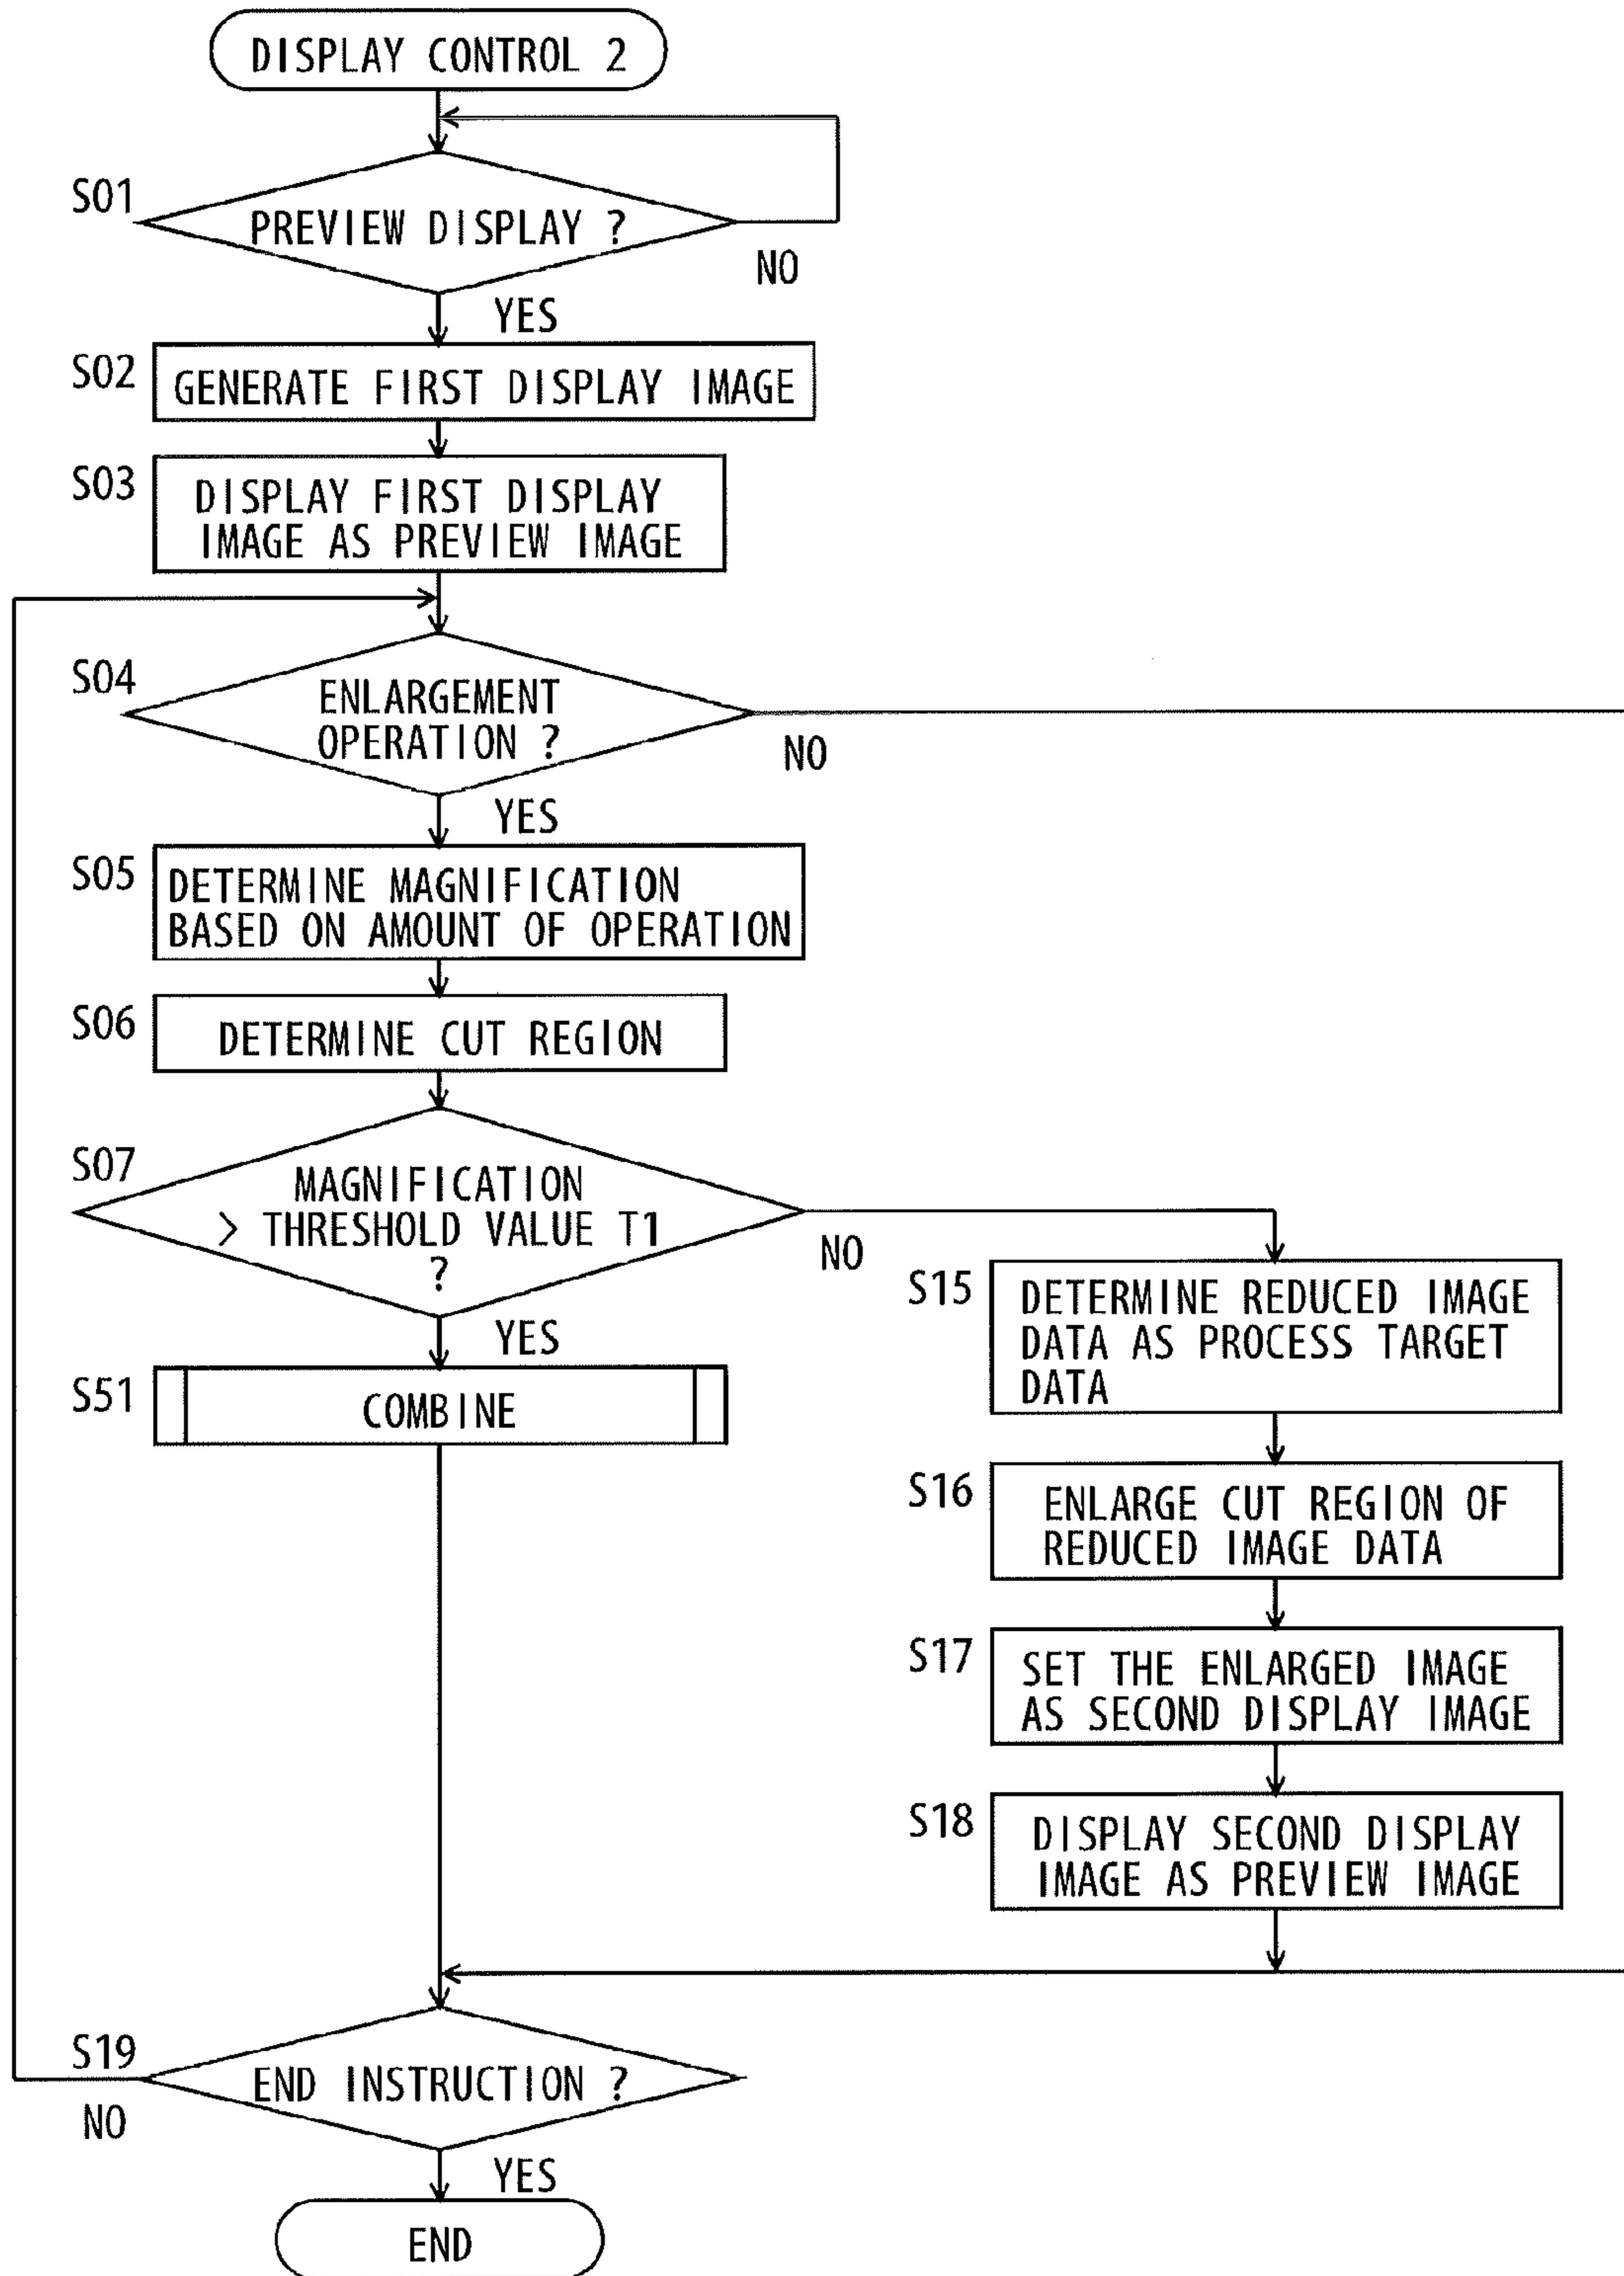 DISPLAY CONTROL 2
S01
PREVIEW DISPLAY ?
NO
YES
S02
GENERATE FIRST DISPLAY IMAGE
S03
DISPLAY FIRST DISPLAY
IMAGE AS PREVIEW IMAGE
S04
ENLARGEMENT
OPERATION ?
NO
YES
S05
DETERMINE MAGNIFICATION
BASED ON AMOUNT OF OPERATION
S06
DETERMINE CUT REGION
S07
MAGNIFICATION
> THRESHOLD VALUE T1
?
NO
YES
S51
COMBINE
S15
DETERMINE REDUCED IMAGE
DATA AS PROCESS TARGET
DATA
S16
ENLARGE CUT REGION OF
REDUCED IMAGE DATA
S17
SET THE ENLARGED IMAGE
AS SECOND DISPLAY IMAGE
S18
DISPLAY SECOND DISPLAY
IMAGE AS PREVIEW IMAGE
S19
END INSTRUCTION ?
NO
YES
END